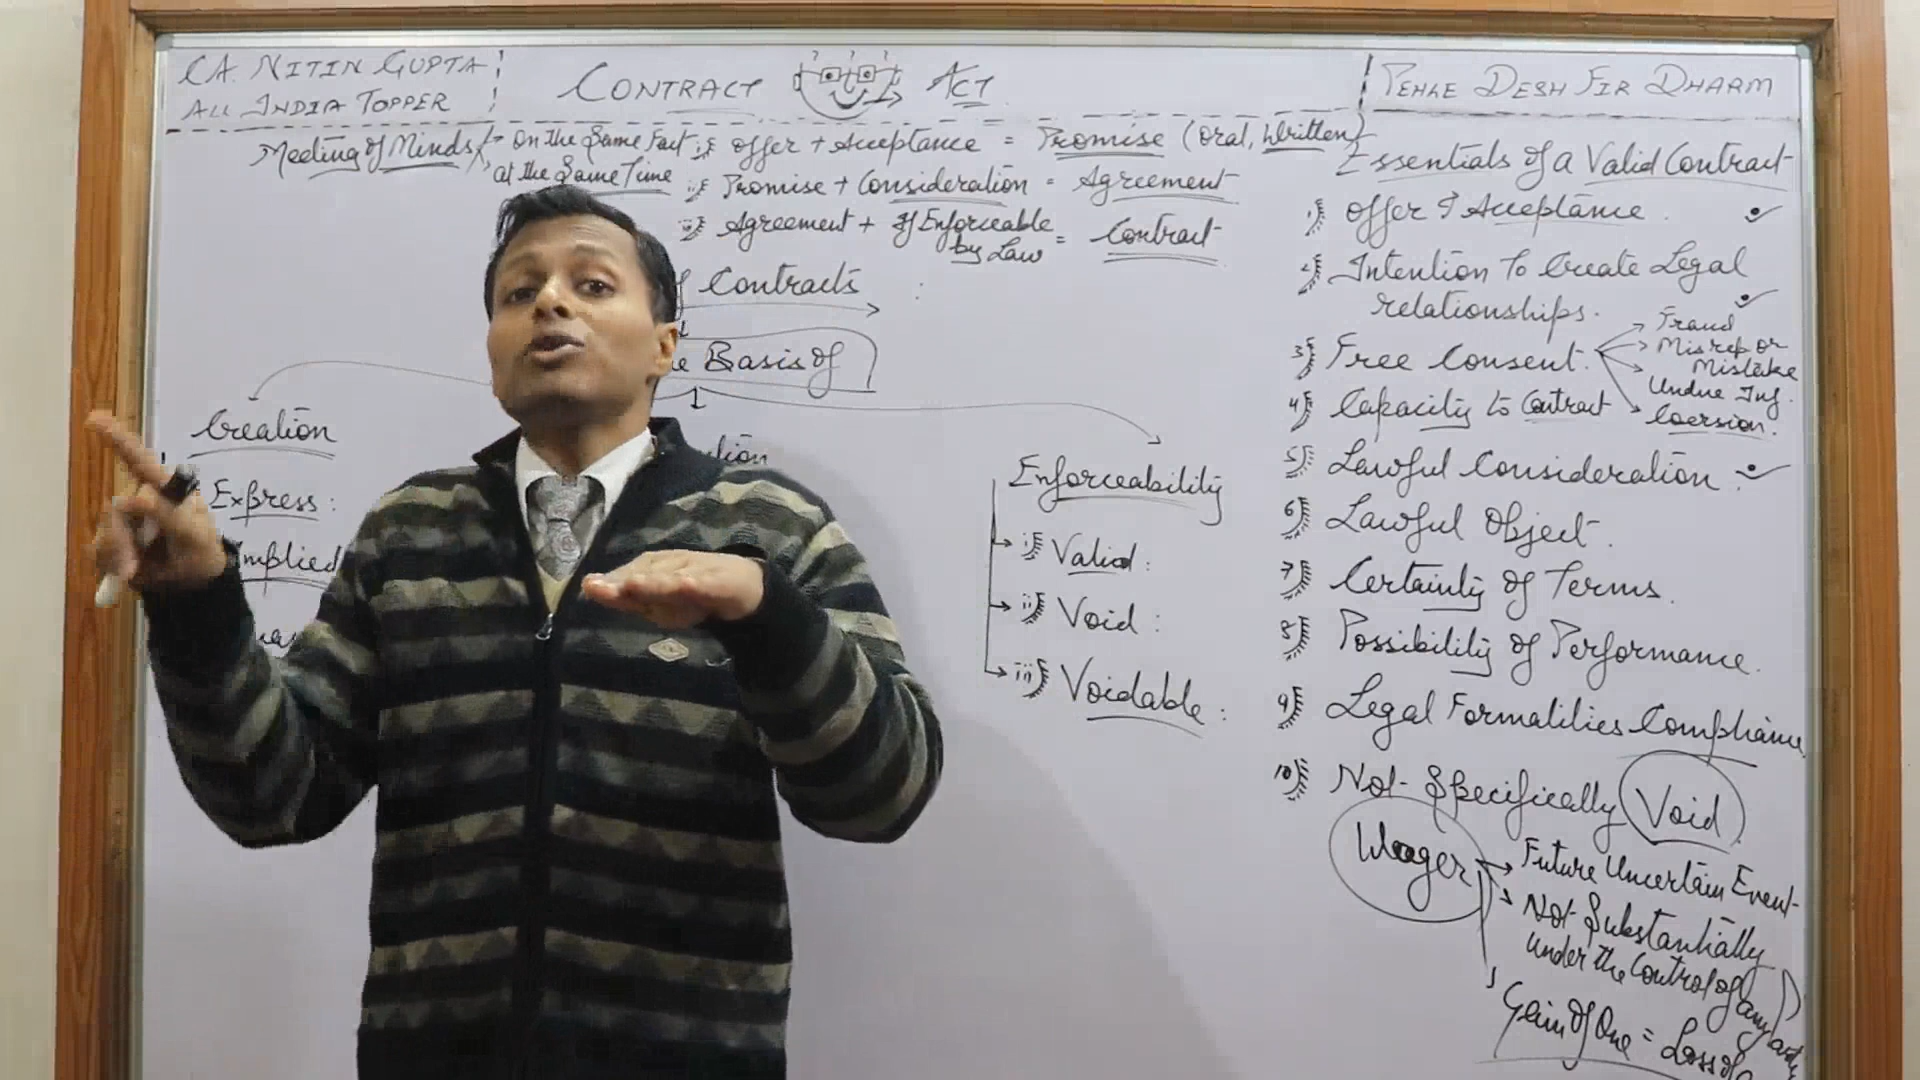 CA. NITIN GUPTA
ALL INDIA TOPPER
CONTRACT ACT
PEHLE DESH FIR DHARM
Meeting of Minds
on the Same Fact
at the Same Time
i) Offer + Acceptance = Promise (Oral, Written)
ii) Promise + Consideration = Agreement
iii) Agreement + If Enforceable by Law = Contract
Contracts
Basis of
Creation
Express:
Implied
Enforceability
i) Valid:
ii) Void:
iii) Voidable:
Essentials of a Valid Contract
1) Offer & Acceptance.
2) Intention To Create Legal
relationships.
3) Free Consent.
Fraud
Misrep or
Mistake
Undue Inf.
Coersion.
4) Capacity to Contract
5) Lawful Consideration.
6) Lawful Object.
7) Certainty of Terms.
8) Possibility of Performance.
9) Legal Formalities Compliance
10) Not Specifically Void
Wager
Future Uncertain Event
Not Substantially
under the Control of
any
Gain of One = Loss of